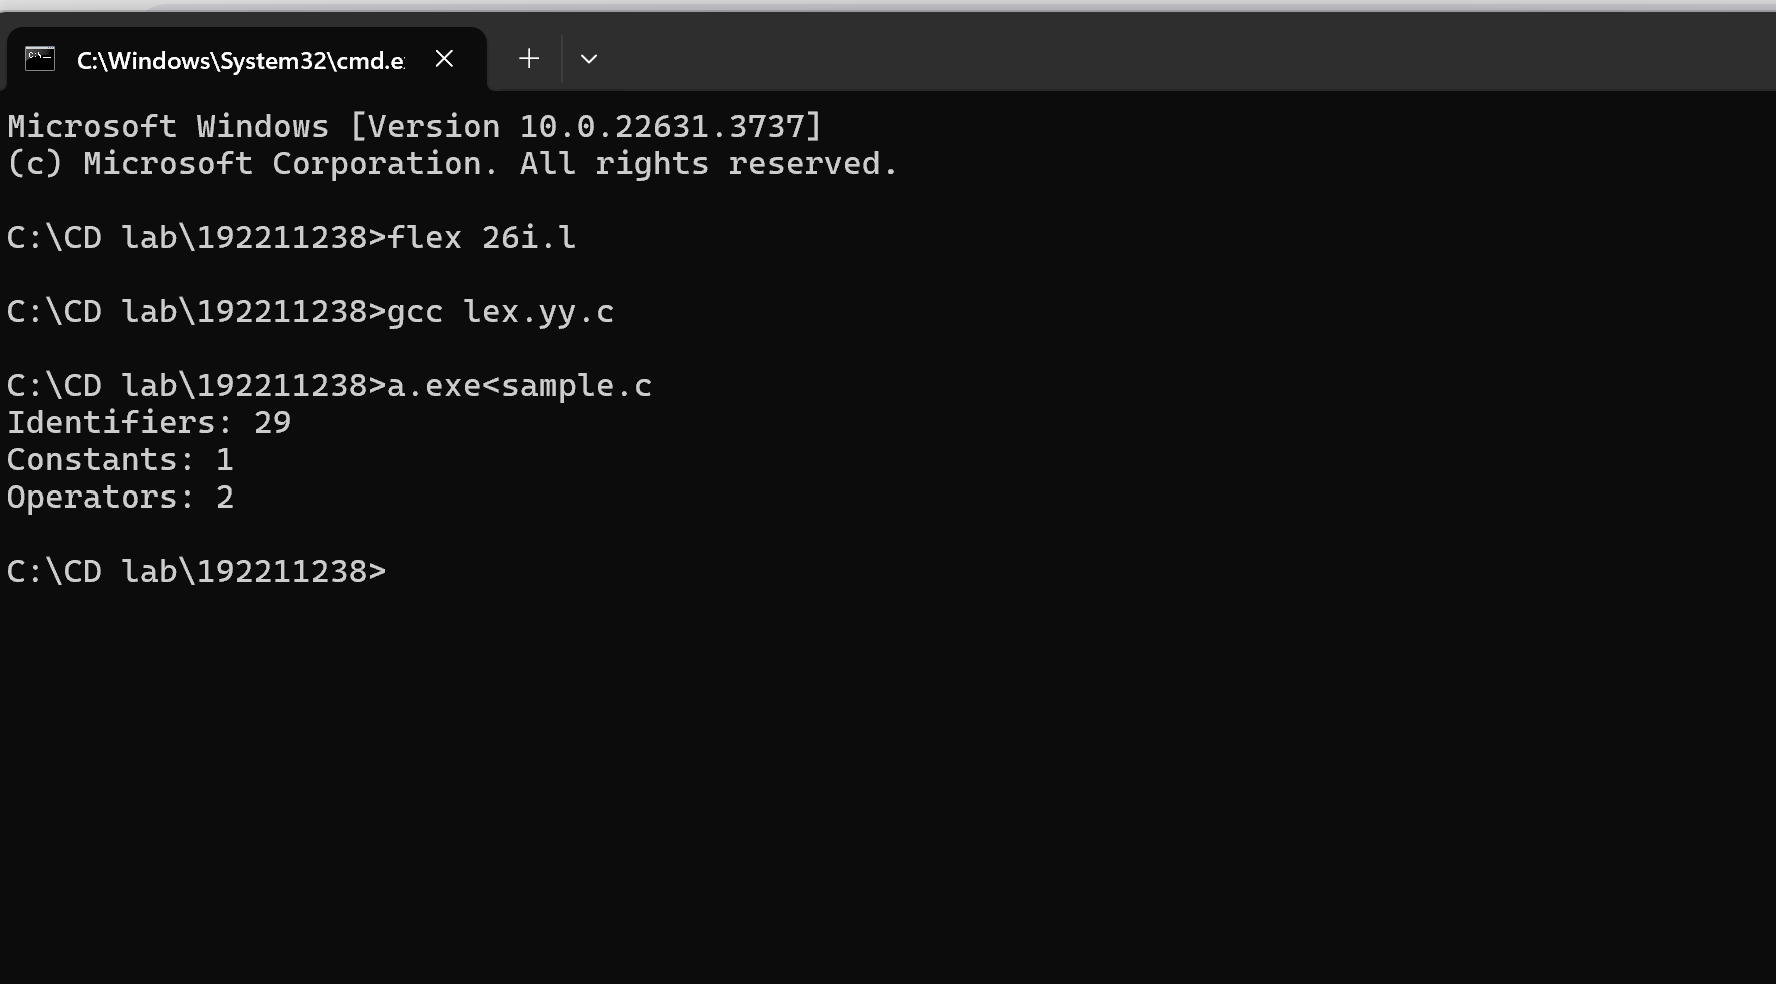 C:\Windows\System32\cmd.e
Microsoft Windows [Version 10.0.22631.3737]
(c) Microsoft Corporation. All rights reserved.
C:\CD lab\192211238>flex 26i.l
C:\CD lab\192211238>gcc lex.yy.c
C:\CD lab\192211238>a.exe<sample.c
Identifiers: 29
Constants: 1
Operators: 2
C:\CD lab\192211238>